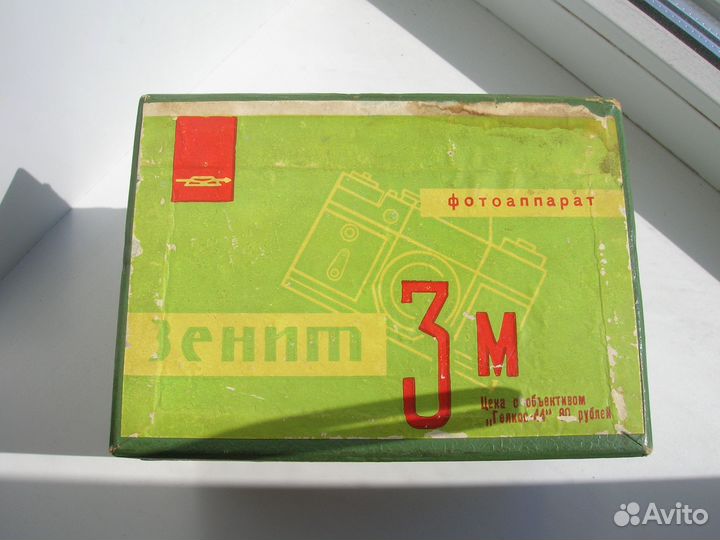 фотоаппарат
Зенит
3м
Цена с объективом
„Гелиос-44" 80 рублей
Avito